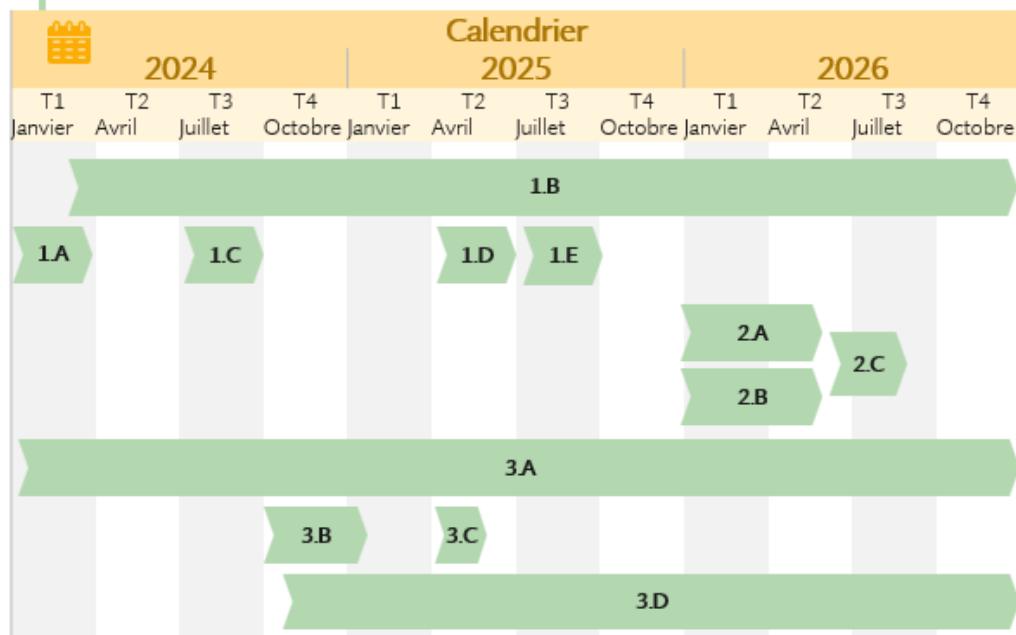 Calendrier
2024 2025 2026
T1 T2 T3 T4 T1 T2 T3 T4 T1 T2 T3 T4
Janvier Avril Juillet Octobre Janvier Avril Juillet Octobre Janvier Avril Juillet Octobre
1.B
1.A 1.C 1.D 1.E
2.A
2.C
2.B
3.A
3.B 3.C
3.D